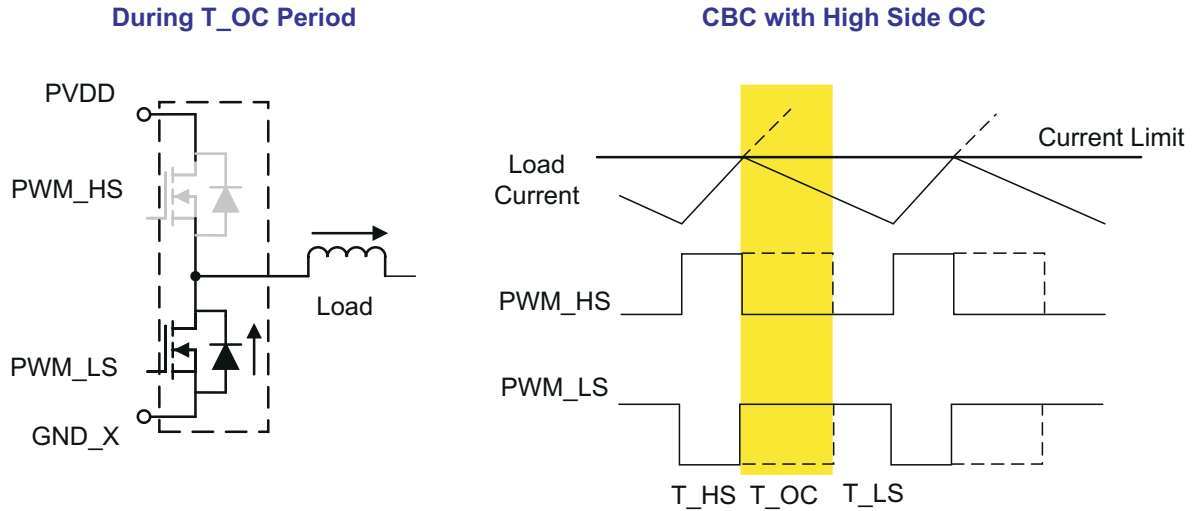 During T_OC Period
PVDD
PWM_HS
Load
PWM_LS
GND_X
CBC with High Side OC
Current Limit
Load
Current
PWM_HS
PWM_LS
T_HS T_OC T_LS